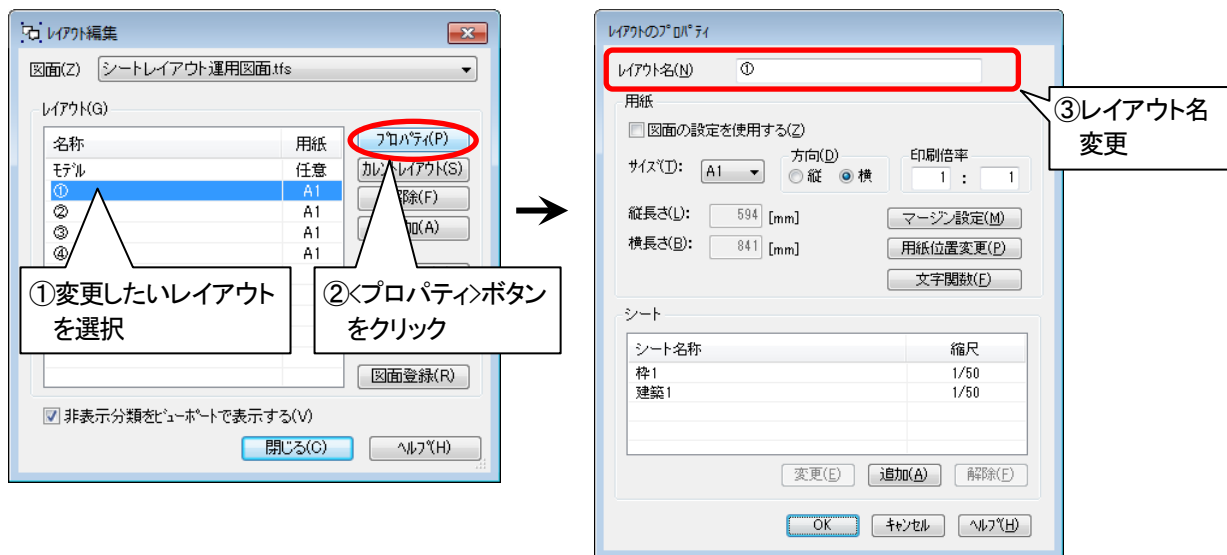 レイアウト編集
図面(Z) シートレイアウト運用図面.tfs
レイアウト(G)
名称 用紙
モデル 任意
① A1
② A1
③ A1
④ A1
プロパティ(P)
カレントレイアウト(S)
除(F)
加(A)
①変更したいレイアウト
を選択
②<プロパティ>ボタン
をクリック
図面登録(R)
非表示分類をビューポートで表示する(V)
閉じる(C) ヘルプ(H)
レイアウトのプロパティ
レイアウト名(N) ①
③レイアウト名
変更
用紙
図面の設定を使用する(Z)
サイズ(T): A1 方向(D) 縦 横 印刷倍率 1 : 1
縦長さ(L): 594 [mm] マージン設定(M)
横長さ(B): 841 [mm] 用紙位置変更(P)
文字関数(F)
シート
シート名称 縮尺
枠1 1/50
建築1 1/50
変更(E) 追加(A) 解除(F)
OK キャンセル ヘルプ(H)